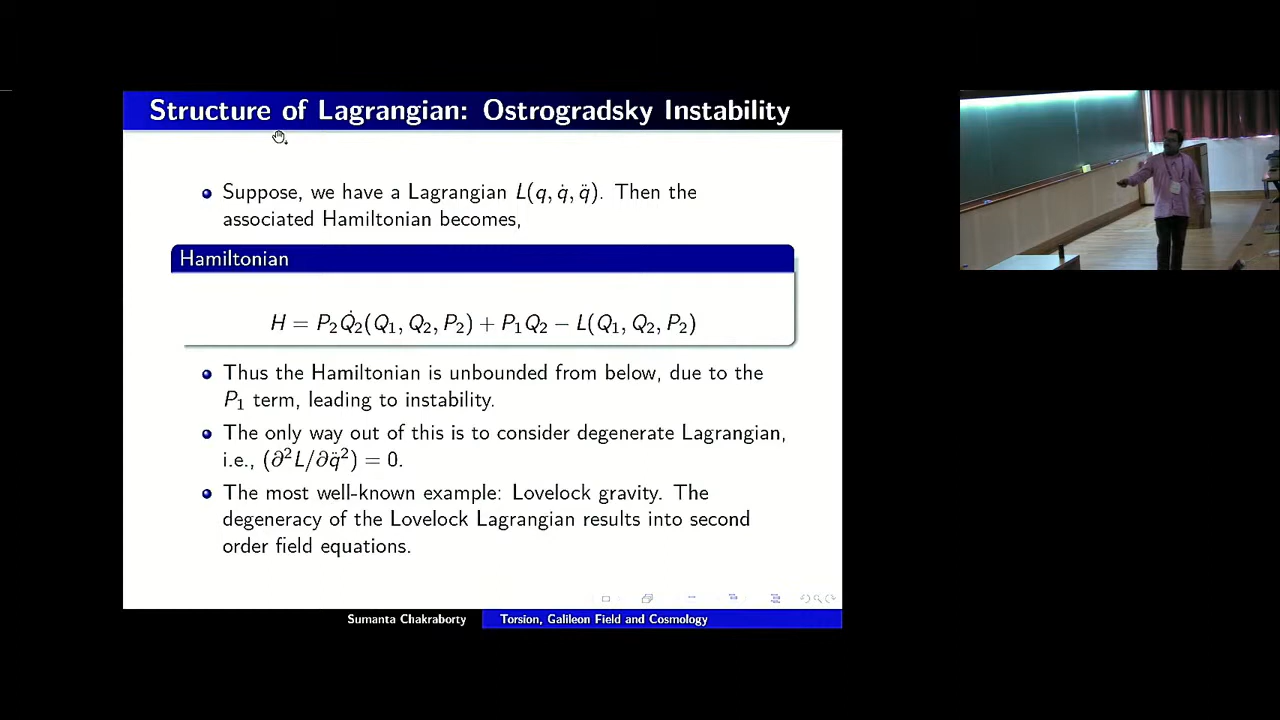 Structure of Lagrangian: Ostrogradsky Instability
Suppose, we have a Lagrangian L(q, q̇, q̈). Then the
associated Hamiltonian becomes,
Hamiltonian
H = P₂Q̇₂(Q₁, Q₂, P₂) + P₁Q₂ − L(Q₁, Q₂, P₂)
Thus the Hamiltonian is unbounded from below, due to the
P₁ term, leading to instability.
The only way out of this is to consider degenerate Lagrangian,
i.e., (∂²L/∂q̈²) = 0.
The most well-known example: Lovelock gravity. The
degeneracy of the Lovelock Lagrangian results into second
order field equations.
Sumanta Chakraborty
Torsion, Galileon Field and Cosmology